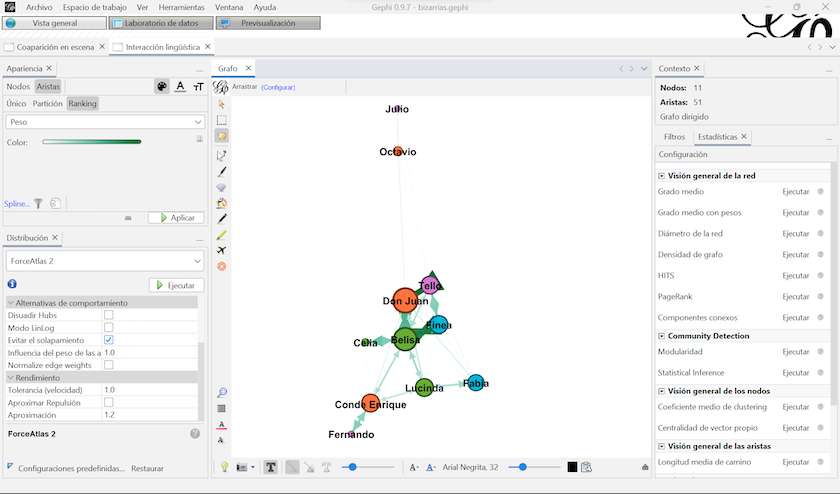 Archivo Espacio de trabajo Ver Herramientas Ventana Ayuda
Gephi 0.9.7 - bizarrias.gephi
Vista general
Laboratorio de datos
Previsualización
Coaparición en escena
Interacción lingüística
Apariencia
Nodos Aristas
Único Partición Ranking
Peso
Color:
Spline...
Aplicar
Distribución
ForceAtlas 2
Ejecutar
Alternativas de comportamiento
Disuadir Hubs
Modo LinLog
Evitar el solapamiento
Influencia del peso de las a 1.0
Normalize edge weights
Rendimiento
Tolerancia (velocidad) 1.0
Aproximar Repulsión
Aproximación 1.2
ForceAtlas 2
Configuraciones predefinidas... Restaurar
Grafo
Arrastrar (Configurar)
Julio
Octavio
Tello
Don Juan
Finea
Celia
Belisa
Lucinda
Fabia
Conde Enrique
Fernando
Arial Negrita, 32
Contexto
Nodos: 11
Aristas: 51
Grafo dirigido
Filtros
Estadísticas
Configuración
Visión general de la red
Grado medio Ejecutar
Grado medio con pesos Ejecutar
Diámetro de la red Ejecutar
Densidad de grafo Ejecutar
HITS Ejecutar
PageRank Ejecutar
Componentes conexos Ejecutar
Community Detection
Modularidad Ejecutar
Statistical Inference Ejecutar
Visión general de los nodos
Coeficiente medio de clustering Ejecutar
Centralidad de vector propio Ejecutar
Visión general de las aristas
Longitud media de camino Ejecutar